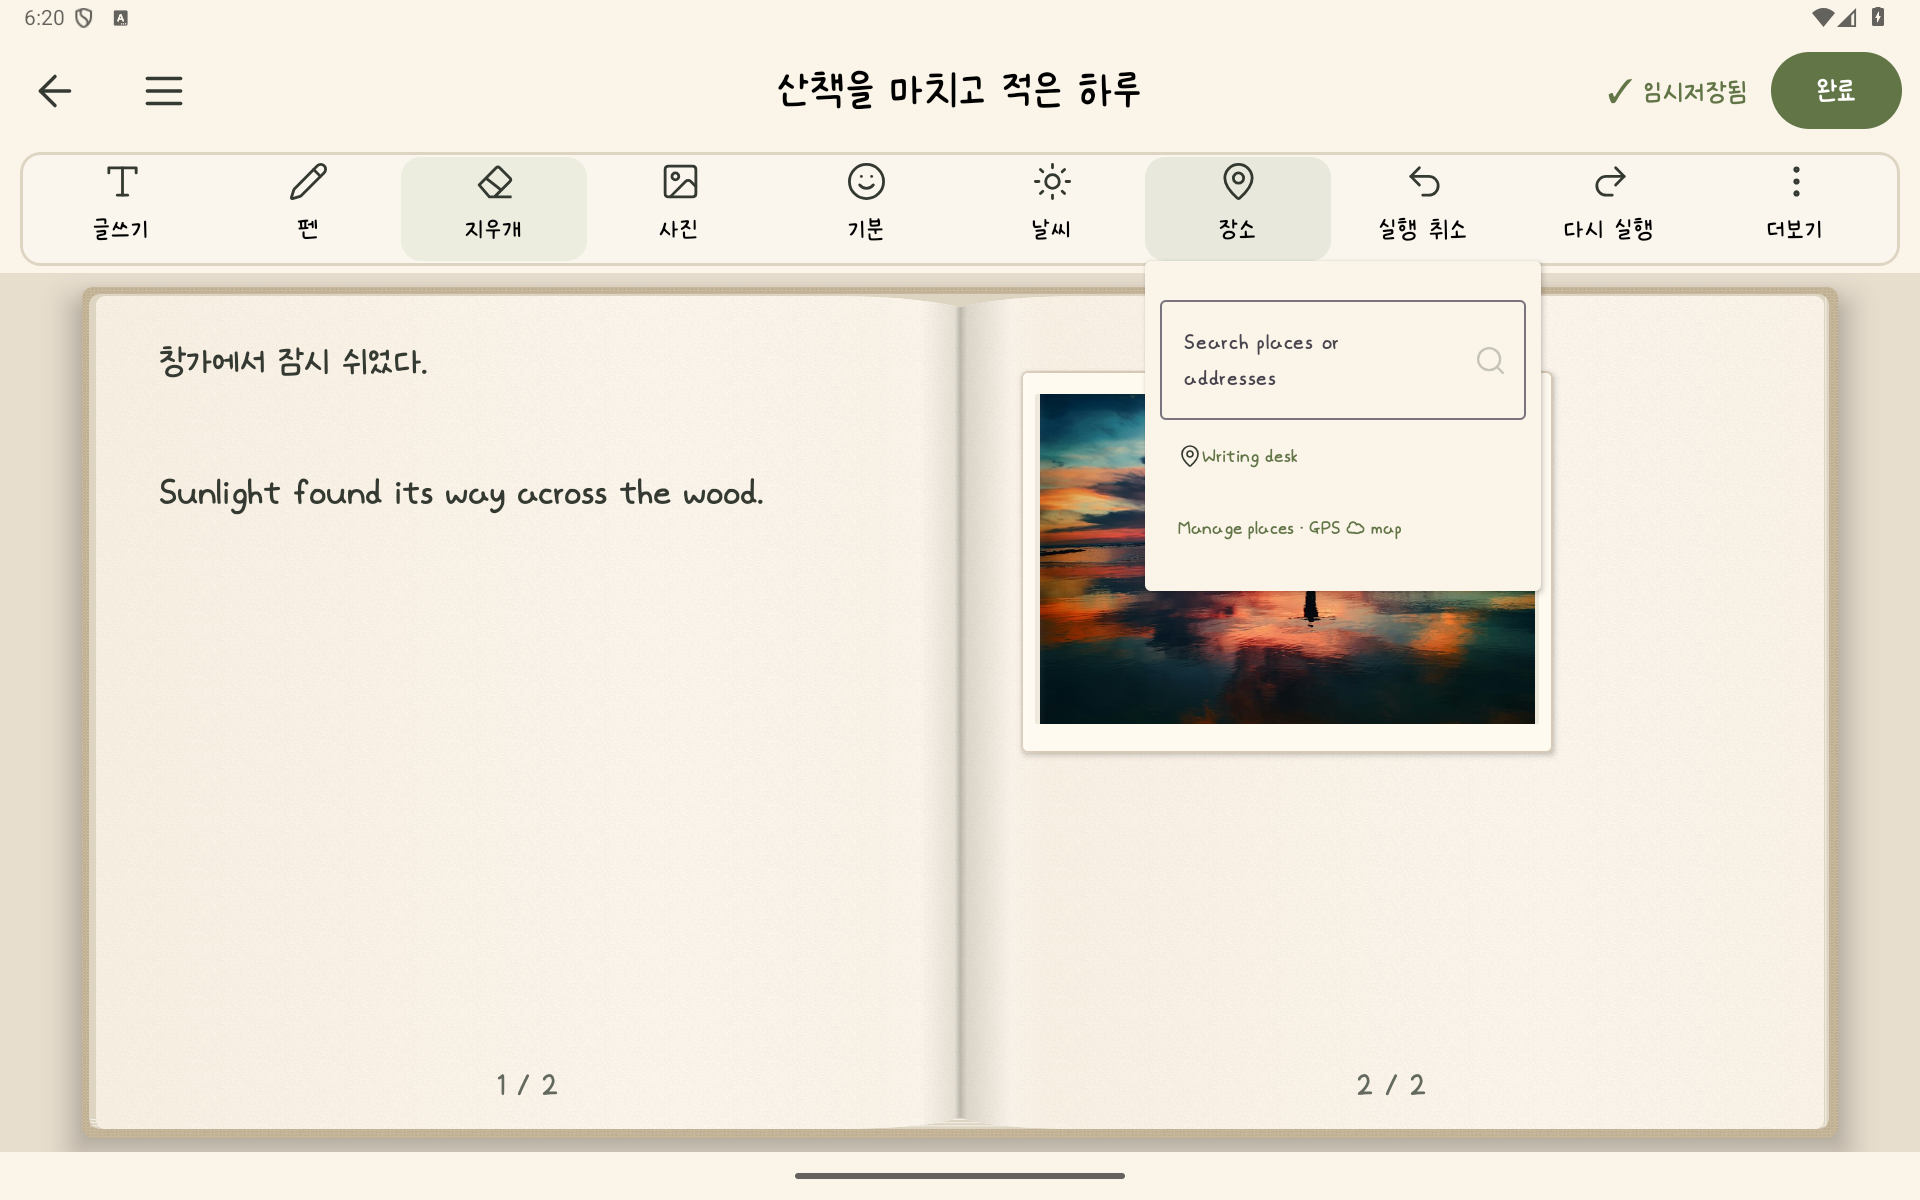 6:20
산책을 마치고 적은 하루
✓ 임시저장됨
완료
글쓰기
펜
지우개
사진
기분
날씨
장소
실행 취소
다시 실행
더보기
창가에서 잠시 쉬었다.
Sunlight found its way across the wood.
1 / 2
Search places or
addresses
Writing desk
Manage places · GPS map
2 / 2